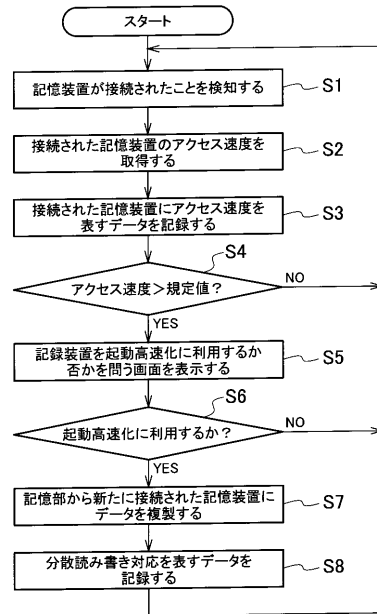 スタート
記憶装置が接続されたことを検知する
S1
接続された記憶装置のアクセス速度を
取得する
S2
接続された記憶装置にアクセス速度を
表すデータを記録する
S3
S4
アクセス速度>規定値?
NO
YES
記録装置を起動高速化に利用するか
否かを問う画面を表示する
S5
S6
起動高速化に利用するか?
NO
YES
記憶部から新たに接続された記憶装置に
データを複製する
S7
分散読み書き対応を表すデータを
記録する
S8